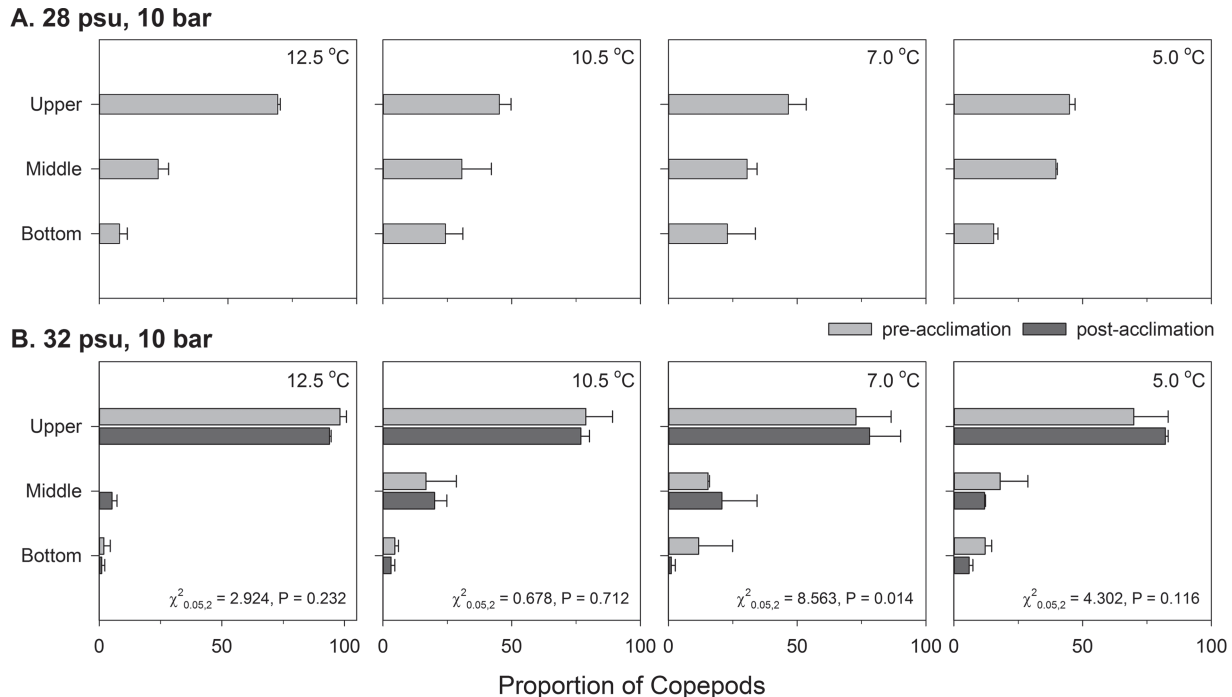 A. 28 psu, 10 bar
12.5 °C
10.5 °C
7.0 °C
5.0 °C
Upper
Middle
Bottom
0 50 100
pre-acclimation post-acclimation
B. 32 psu, 10 bar
12.5 °C
10.5 °C
7.0 °C
5.0 °C
Upper
Middle
Bottom
χ²0.05,2 = 2.924, P = 0.232
χ²0.05,2 = 0.678, P = 0.712
χ²0.05,2 = 8.563, P = 0.014
χ²0.05,2 = 4.302, P = 0.116
0 50 100 0 50 100 0 50 100 0 50 100
Proportion of Copepods